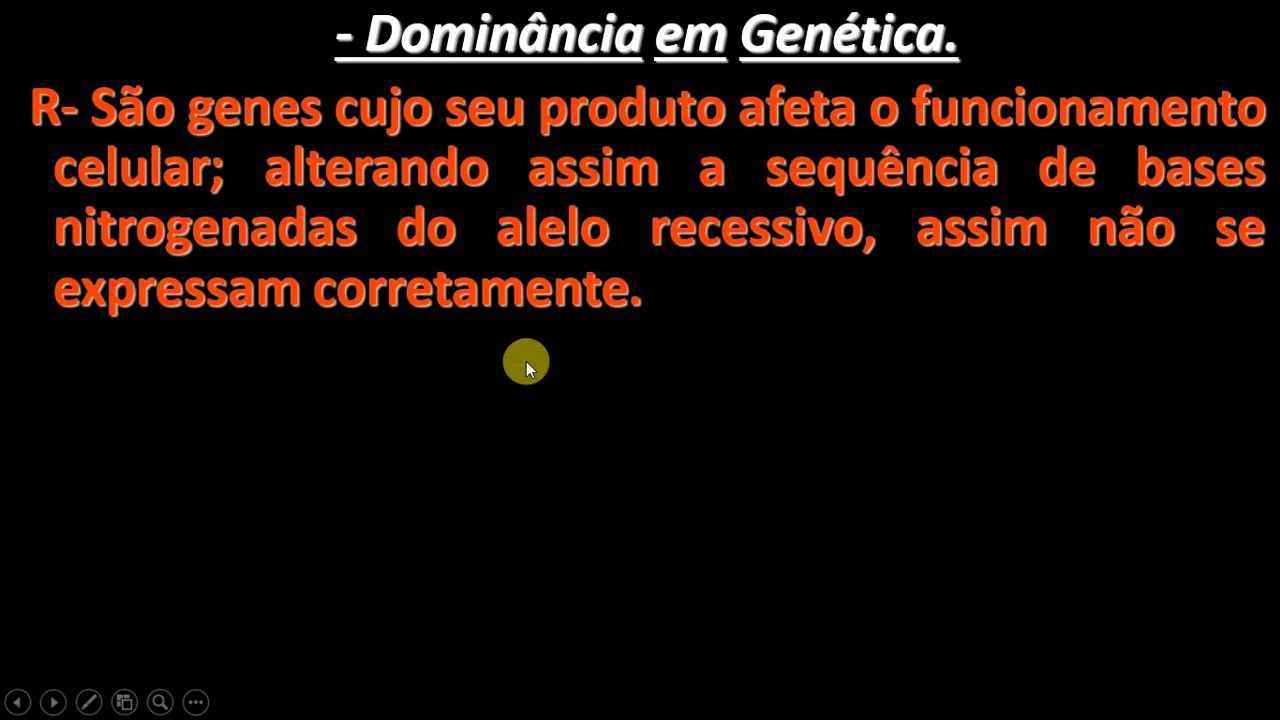 - Dominância em Genética.
R- São genes cujo seu produto afeta o funcionamento
celular; alterando assim a sequência de bases
nitrogenadas do alelo recessivo, assim não se
expressam corretamente.